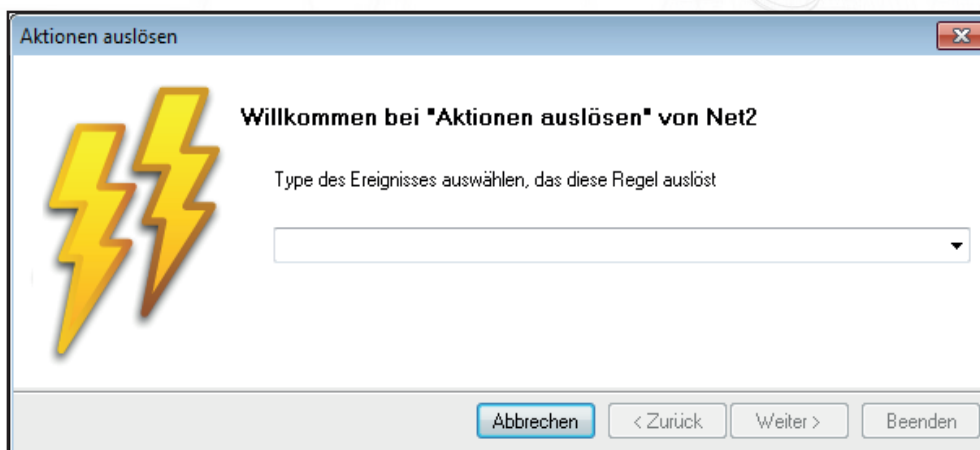 Aktionen auslösen
Willkommen bei "Aktionen auslösen" von Net2
Type des Ereignisses auswählen, das diese Regel auslöst
Abbrechen < Zurück Weiter > Beenden